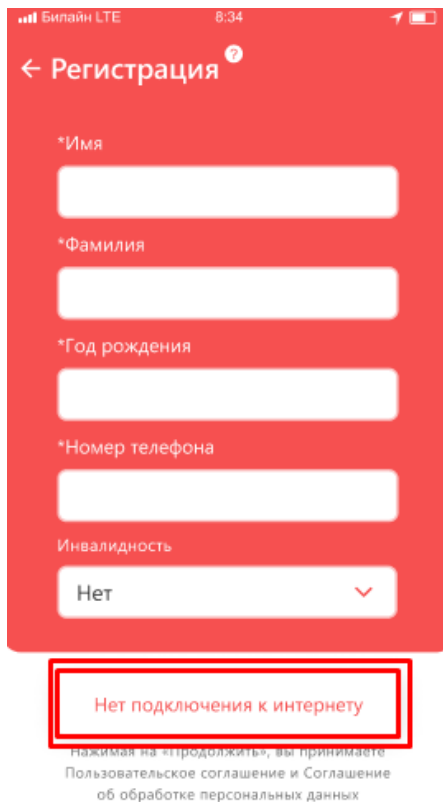 Билайн LTE 8:34
← Регистрация ?
*Имя
*Фамилия
*Год рождения
*Номер телефона
Инвалидность
Нет
Нет подключения к интернету
Нажимая на «Продолжить», вы принимаете
Пользовательское соглашение и Соглашение
об обработке персональных данных